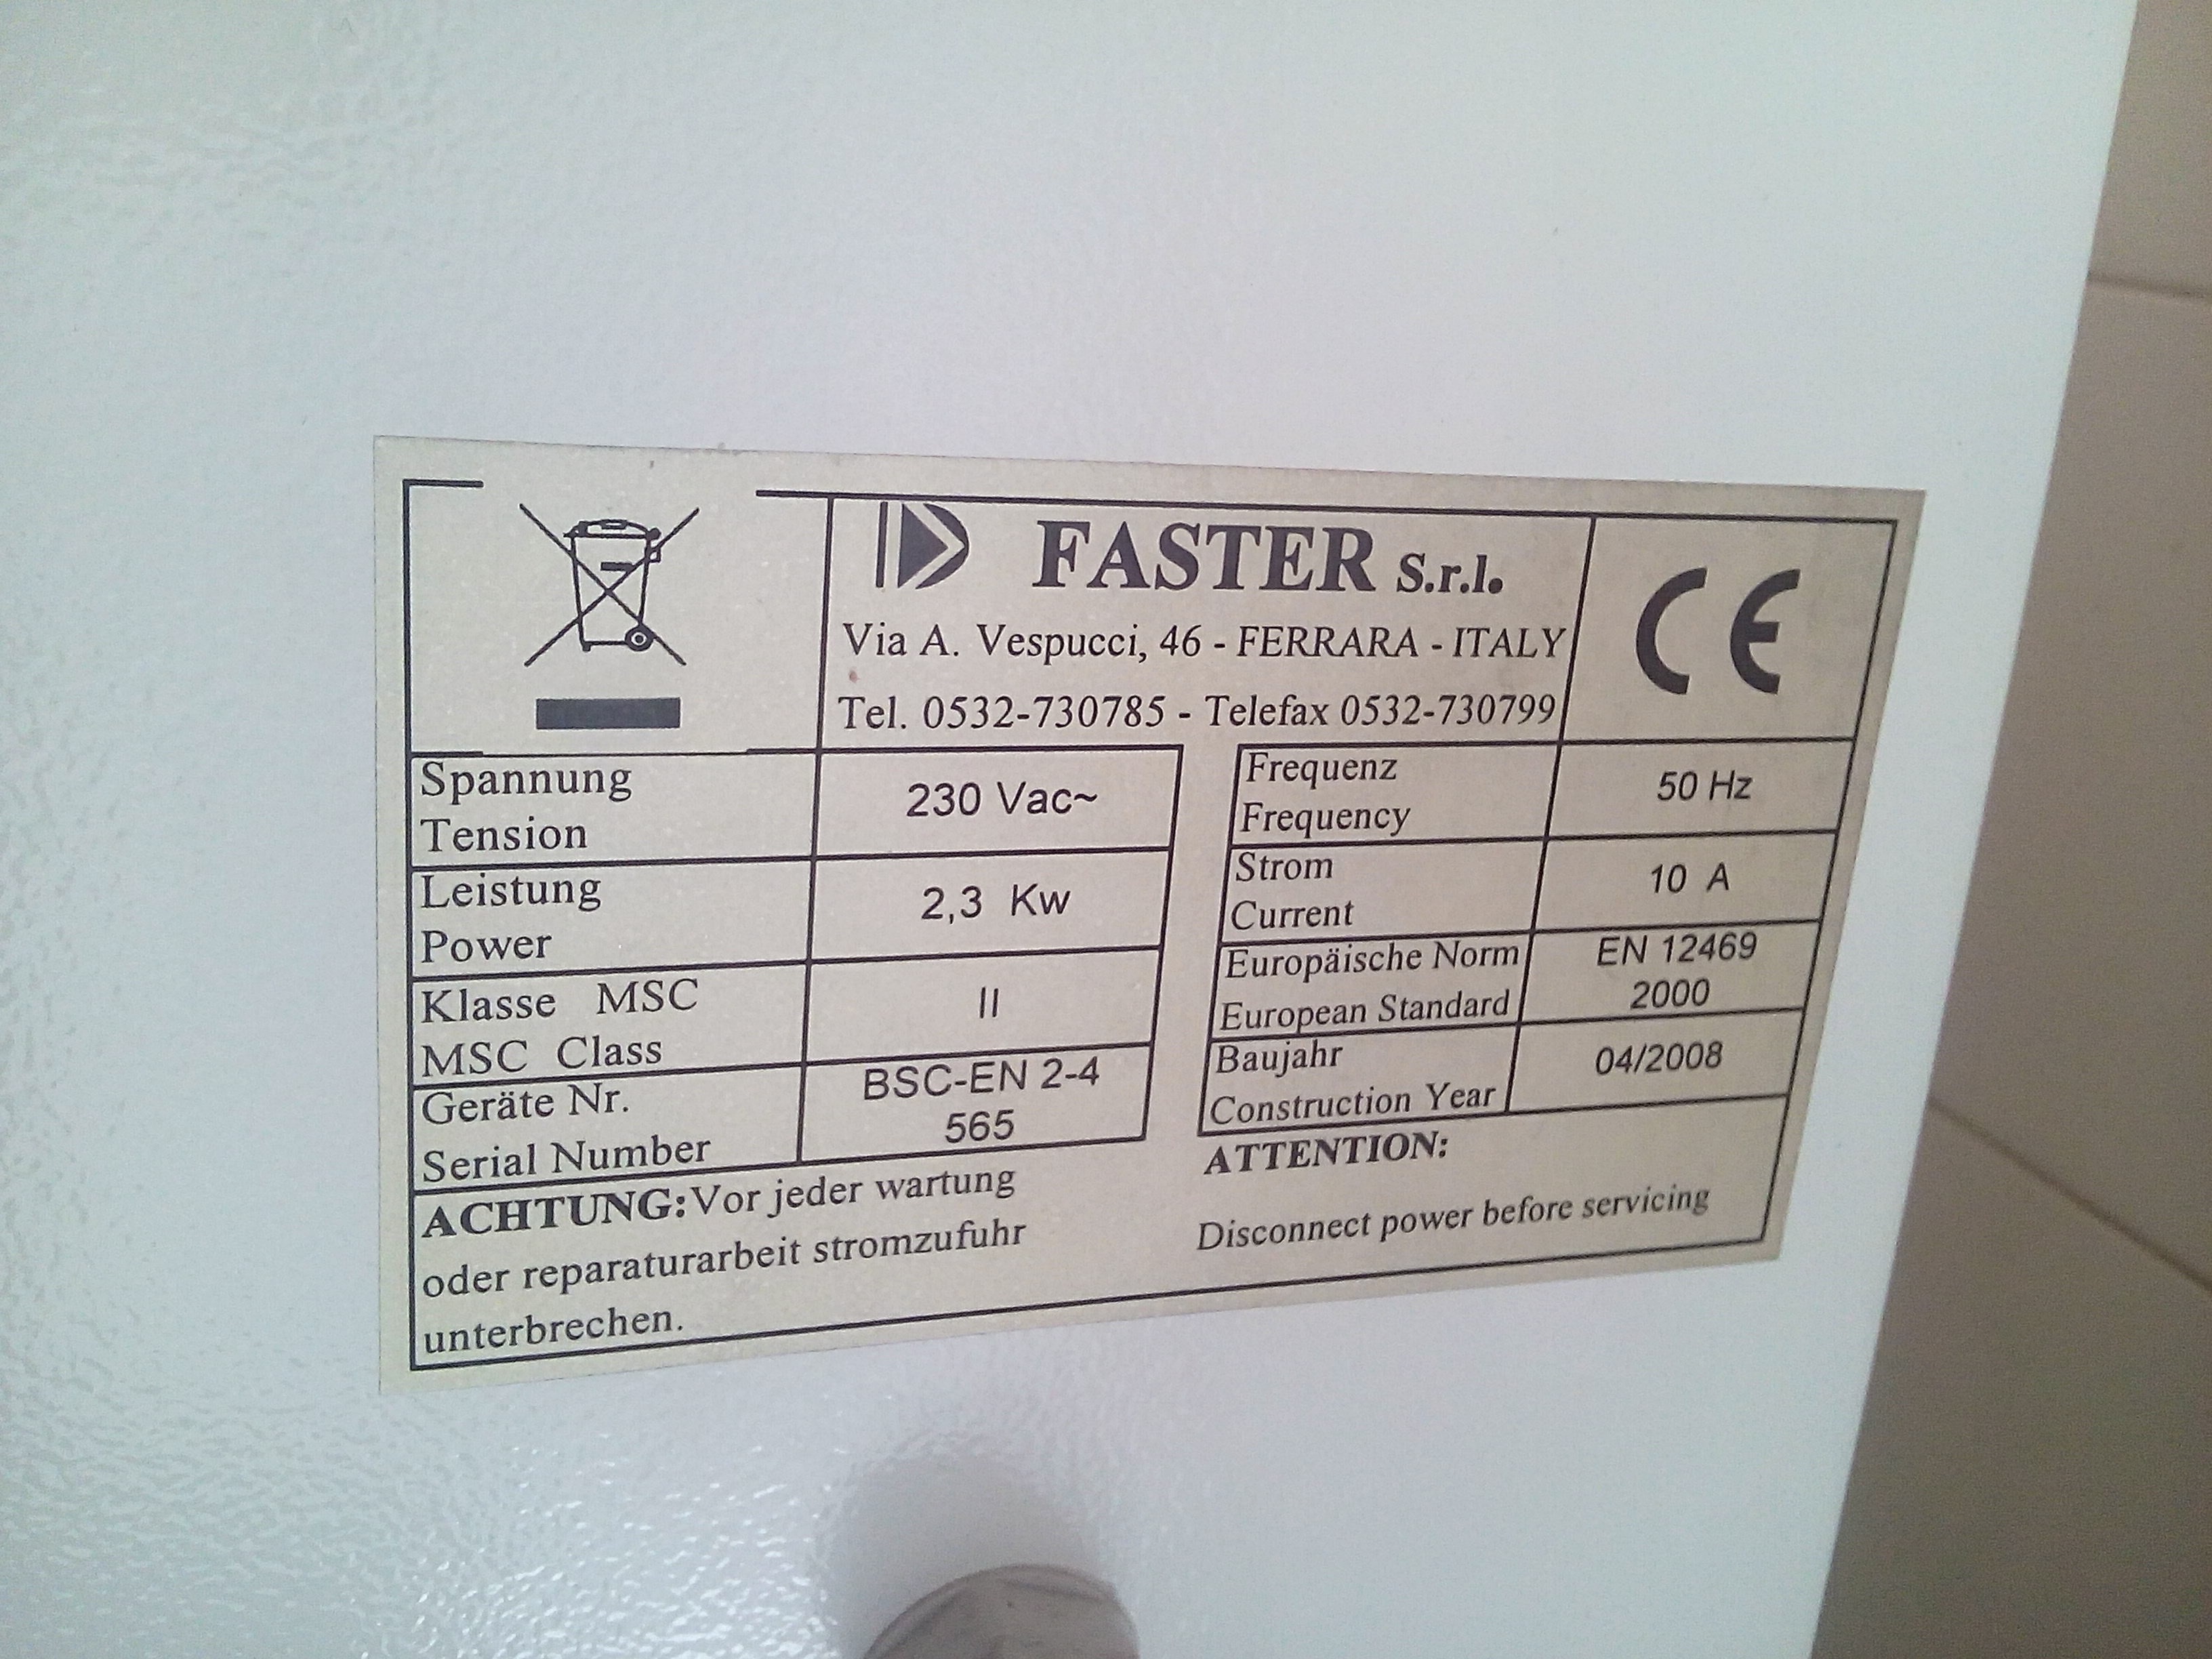 FASTER S.r.l.
Via A. Vespucci, 46 - FERRARA - ITALY
Tel. 0532-730785 - Telefax 0532-730799
CE
Spannung
Tension
230 Vac~
Frequenz
Frequency
50 Hz
Leistung
Power
2,3 Kw
Strom
Current
10 A
Klasse MSC
MSC Class
II
Europäische Norm
European Standard
EN 12469
2000
Geräte Nr.
Serial Number
BSC-EN 2-4
565
Baujahr
Construction Year
04/2008
ACHTUNG:Vor jeder wartung
oder reparaturarbeit stromzufuhr
unterbrechen.
ATTENTION:
Disconnect power before servicing